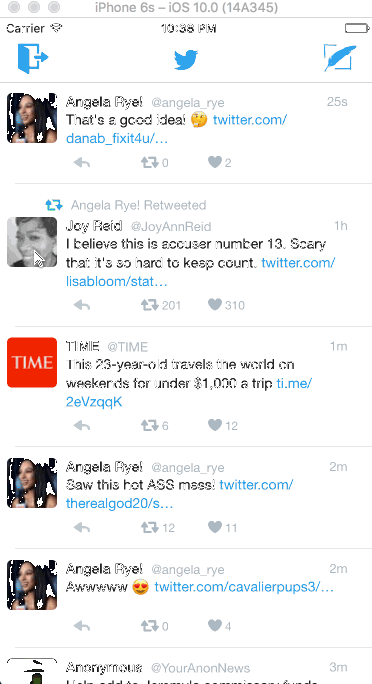 iPhone 6s – iOS 10.0 (14A345)
Carrier 10:38 PM
Angela Rye! @angela_rye 25s
That's a good idea! 🤔 twitter.com/
danab_fixit4u/…
0 2
Angela Rye! Retweeted
Joy Reid @JoyAnnReid 1h
I believe this is accuser number 13. Scary
that it's so hard to keep count. twitter.com/
lisabloom/stat…
201 310
TIME
TIME @TIME 1m
This 23-year-old travels the world on
weekends for under $1,000 a trip ti.me/
2eVzqqK
6 12
Angela Rye! @angela_rye 2m
Saw this hot ASS mess! twitter.com/
therealgod20/s…
12 11
Angela Rye! @angela_rye 2m
Awwwww 😍 twitter.com/cavalierpups3/…
0 4
Anonymous @YourAnonNews 3m